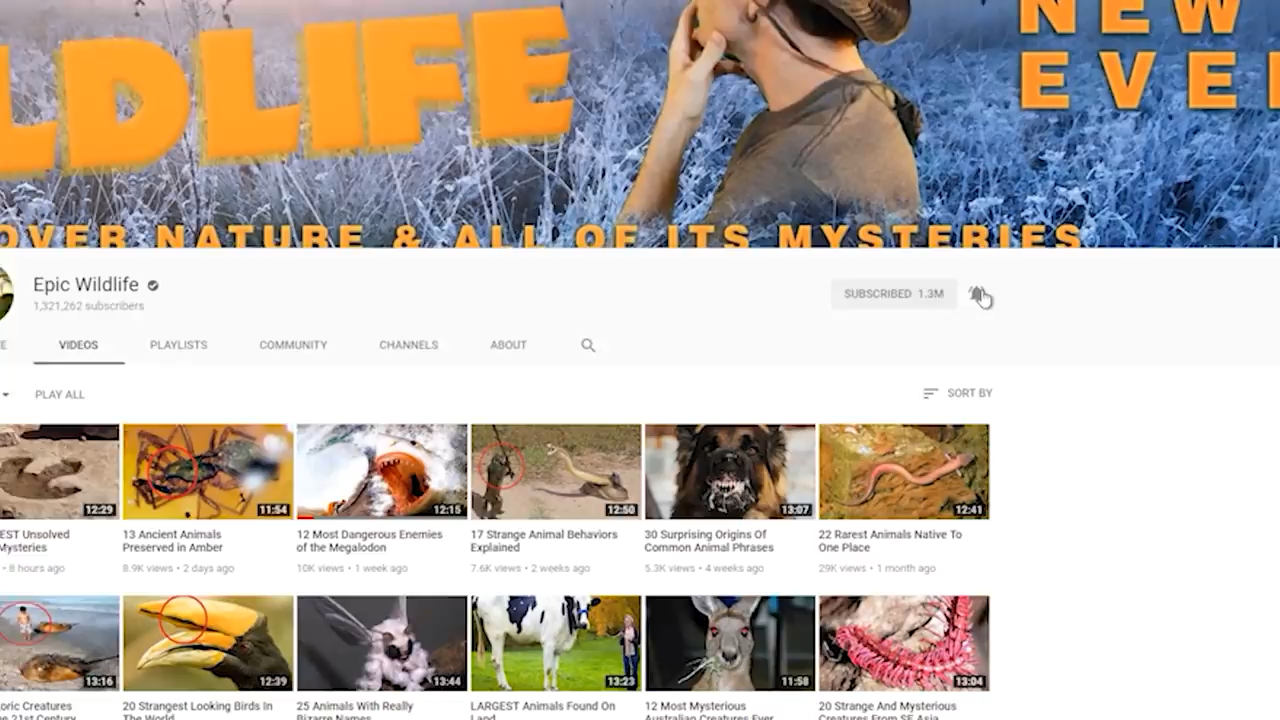 NEW
LDLIFE
EVE
OVER NATURE & ALL OF ITS MYSTERIES
Epic Wildlife
1,321,262 subscribers
SUBSCRIBED 1.3M
E VIDEOS PLAYLISTS COMMUNITY CHANNELS ABOUT
PLAY ALL
SORT BY
12:29
11:54
12:15
12:50
13:07
12:41
EST Unsolved
Mysteries
• 8 hours ago
13 Ancient Animals
Preserved in Amber
8.9K views • 2 days ago
12 Most Dangerous Enemies
of the Megalodon
10K views • 1 week ago
17 Strange Animal Behaviors
Explained
7.6K views • 2 weeks ago
30 Surprising Origins Of
Common Animal Phrases
5.3K views • 4 weeks ago
22 Rarest Animals Native To
One Place
29K views • 1 month ago
13:16
12:39
13:44
13:23
11:58
13:04
oric Creatures
e 21st Century
20 Strangest Looking Birds In
The World
25 Animals With Really
Bizarre Names
LARGEST Animals Found On
Land
12 Most Mysterious
Australian Creatures Ever
20 Strange And Mysterious
Creatures From SE Asia